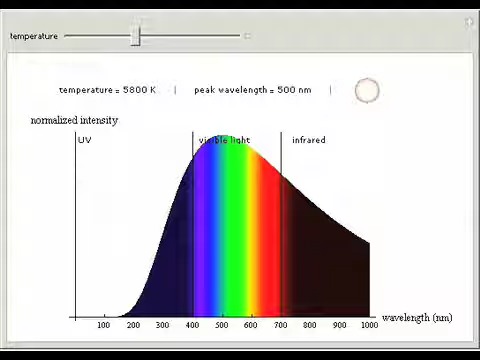 temperature
temperature = 5800 K | peak wavelength = 500 nm |
normalized intensity
UV visible light infrared
100 200 300 400 500 600 700 800 900 1000 wavelength (nm)